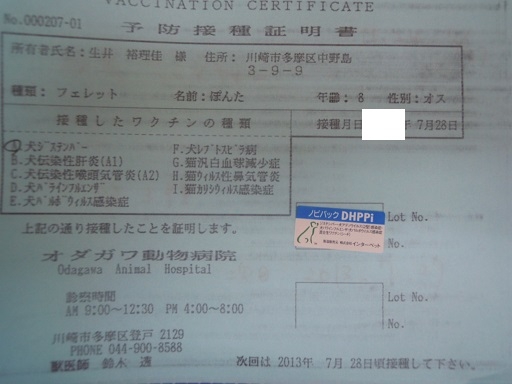 VACCINATION CERTIFICATE
No.000207-01
予防接種証明書
所有者氏名：生井 裕理佳 様 住所： 川崎市多摩区中野島
3－9－9
種類： フェレット 名前：ぽんた 年齢： 8 性別：オス
接種したワクチンの種類 接種月日 年 7月28日
A.犬ジステンパー F.犬レプトスピラ病
B.犬伝染性肝炎(A1) G.猫汎白血球減少症
C.犬伝染性喉頭気管炎(A2) H.猫ウィルス性鼻気管炎
D.犬パラインフルエンザ I.猫カリシウィルス感染症
E.犬パルボウィルス感染症
上記の通り接種したことを証明します。
ノビバック DHPPi
株式会社 インターベット
Lot No.
No.
オダガワ動物病院
Odagawa Animal Hospital
診察時間
AM 9:00～12:30 PM 4:00～8:00
Lot No.
No.
川崎市多摩区登戸 2129
PHONE 044-900-8588
獣医師 鈴木 透 次回は 2013年 7月 28日頃接種して下さい。